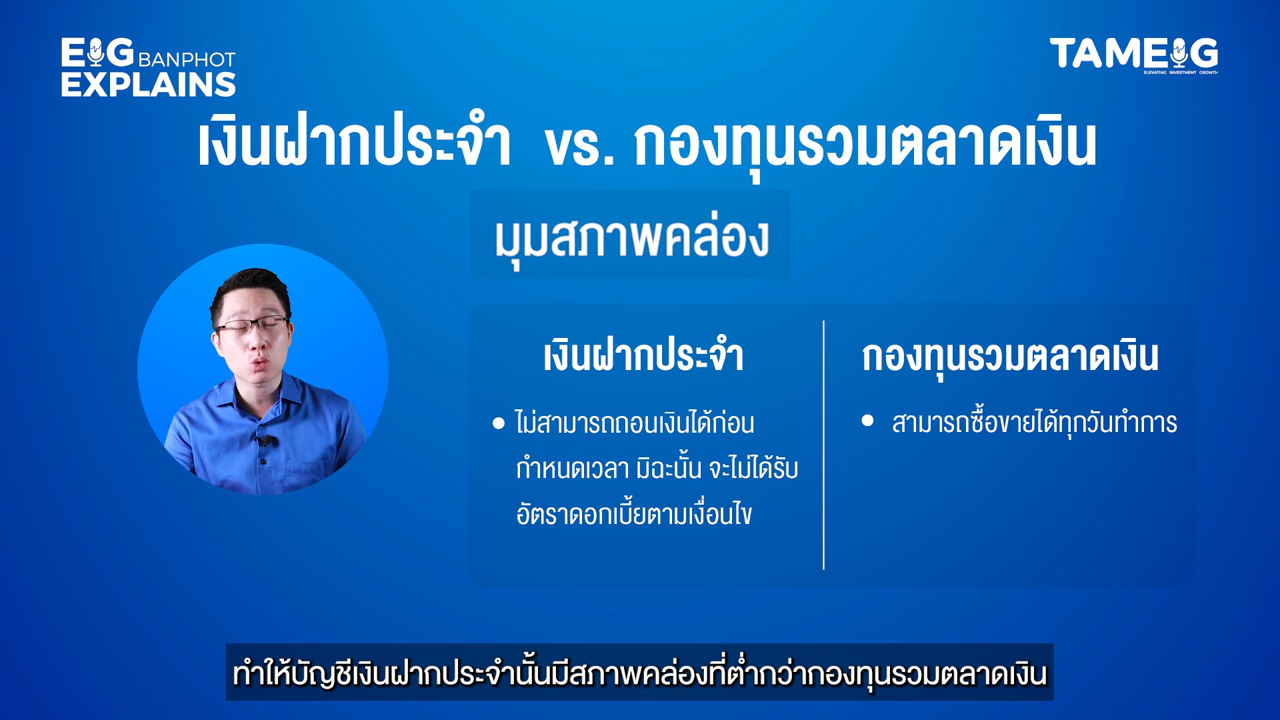 EIG BANPHOT
EXPLAINS
TAMEIG
ELEVATING INVESTMENT GROWTH
เงินฝากประจำ vs. กองทุนรวมตลาดเงิน
มุมสภาพคล่อง
เงินฝากประจำ
• ไม่สามารถถอนเงินได้ก่อน
กำหนดเวลา มิฉะนั้น จะไม่ได้รับ
อัตราดอกเบี้ยตามเงื่อนไข
กองทุนรวมตลาดเงิน
• สามารถซื้อขายได้ทุกวันทำการ
ทำให้บัญชีเงินฝากประจำนั้นมีสภาพคล่องที่ต่ำกว่ากองทุนรวมตลาดเงิน